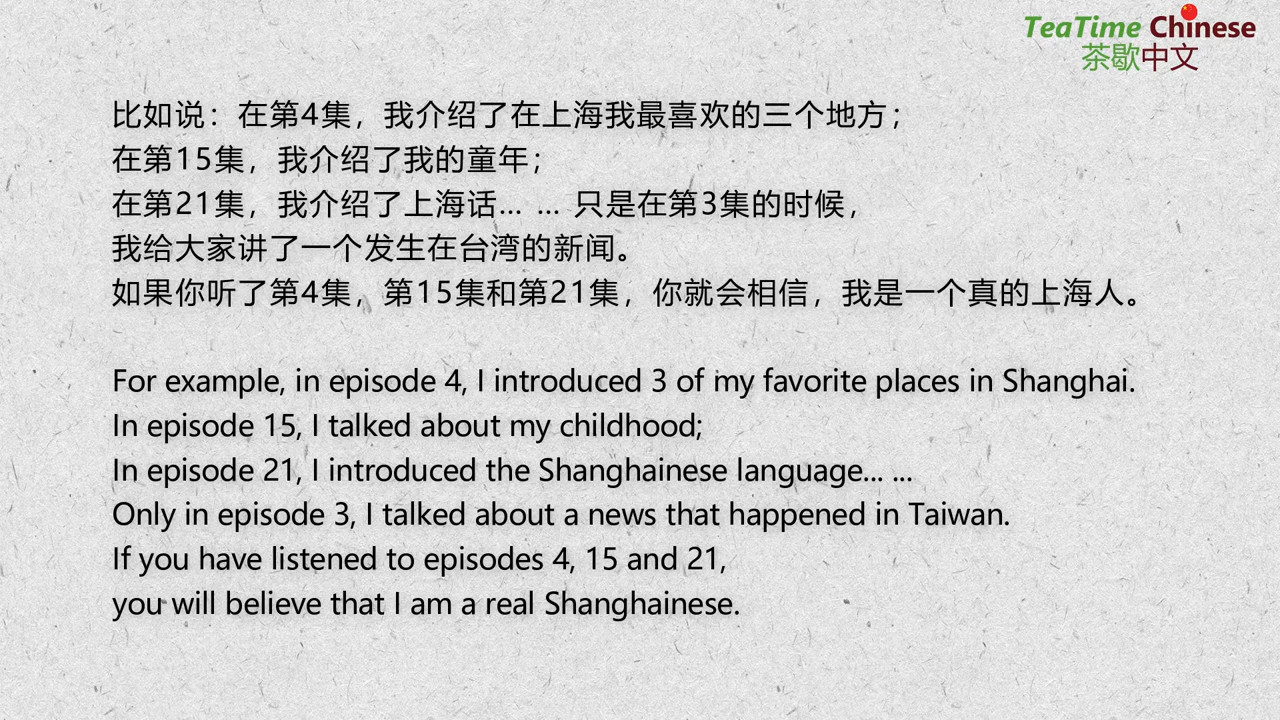 TeaTime Chinese
茶歇中文
比如说：在第4集，我介绍了在上海我最喜欢的三个地方；
在第15集，我介绍了我的童年；
在第21集，我介绍了上海话... ... 只是在第3集的时候，
我给大家讲了一个发生在台湾的新闻。
如果你听了第4集，第15集和第21集，你就会相信，我是一个真的上海人。
For example, in episode 4, I introduced 3 of my favorite places in Shanghai.
In episode 15, I talked about my childhood;
In episode 21, I introduced the Shanghainese language... ...
Only in episode 3, I talked about a news that happened in Taiwan.
If you have listened to episodes 4, 15 and 21,
you will believe that I am a real Shanghainese.